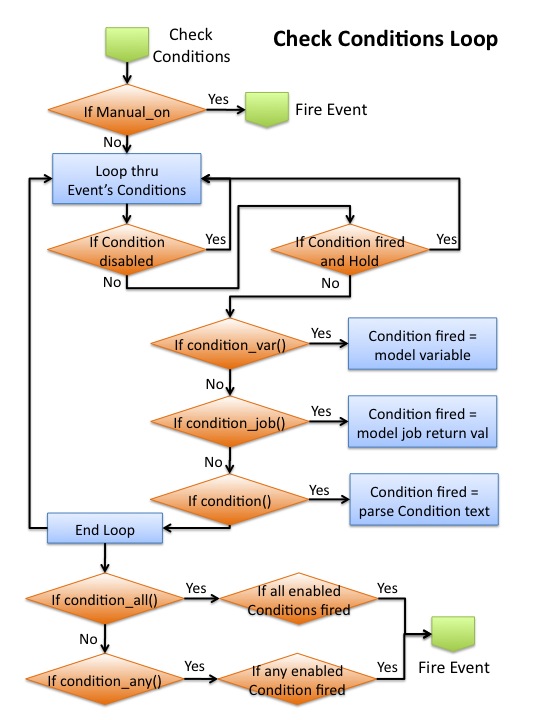 Check Conditions Loop
Check
Conditions
If Manual_on
Yes
Fire Event
No
Loop thru
Event's Conditions
If Condition
disabled
Yes
If Condition fired
and Hold
Yes
No
No
If condition_var()
Yes
Condition fired =
model variable
No
If condition_job()
Yes
Condition fired =
model job return val
No
If condition()
Yes
Condition fired =
parse Condition text
End Loop
If condition_all()
Yes
If all enabled
Conditions fired
Yes
No
If condition_any()
Yes
If any enabled
Condition fired
Yes
Fire Event